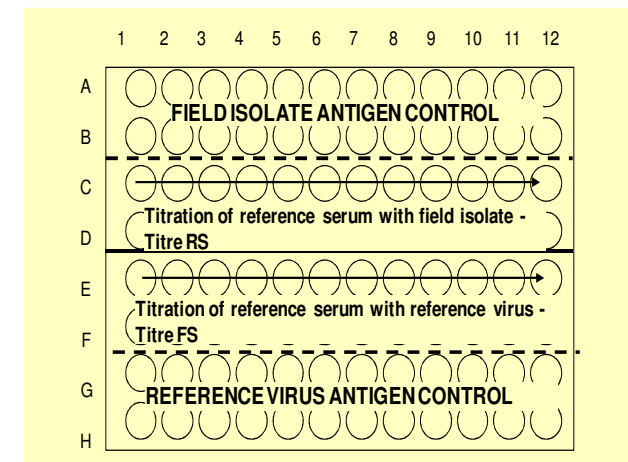 1 2 3 4 5 6 7 8 9 10 11 12
A
FIELD ISOLATE ANTIGEN CONTROL
B
C
Titration of reference serum with field isolate -
D
Titre RS
E
Titration of reference serum with reference virus -
F
Titre FS
G
REFERENCE VIRUS ANTIGEN CONTROL
H